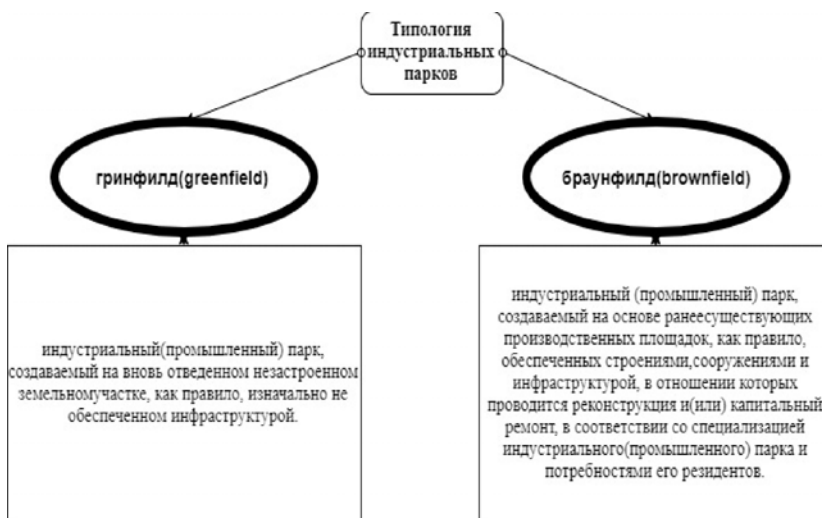 Типология
индустриальных
парков
гринфилд(greenfield)
браунфилд(brownfield)
индустриальный(промышленный) парк,
создаваемый на вновь отведенном незастроенном
земельномучастке, как правило, изначально не
обеспеченном инфраструктурой.
индустриальный (промышленный) парк,
создаваемый на основе ранеесуществующих
производственных площадок, как правило,
обеспеченных строениями,сооружениями и
инфраструктурой, в отношении которых
проводится реконструкция и(или) капитальный
ремонт, в соответствии со специализацией
индустриального(промышленного) парка и
потребностями его резидентов.